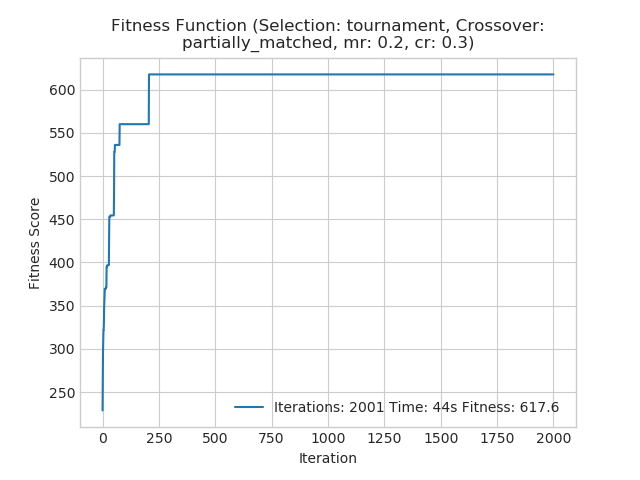 Fitness Function (Selection: tournament, Crossover:
partially_matched, mr: 0.2, cr: 0.3)
Fitness Score
600
550
500
450
400
350
300
250
Iterations: 2001 Time: 44s Fitness: 617.6
0 250 500 750 1000 1250 1500 1750 2000
Iteration